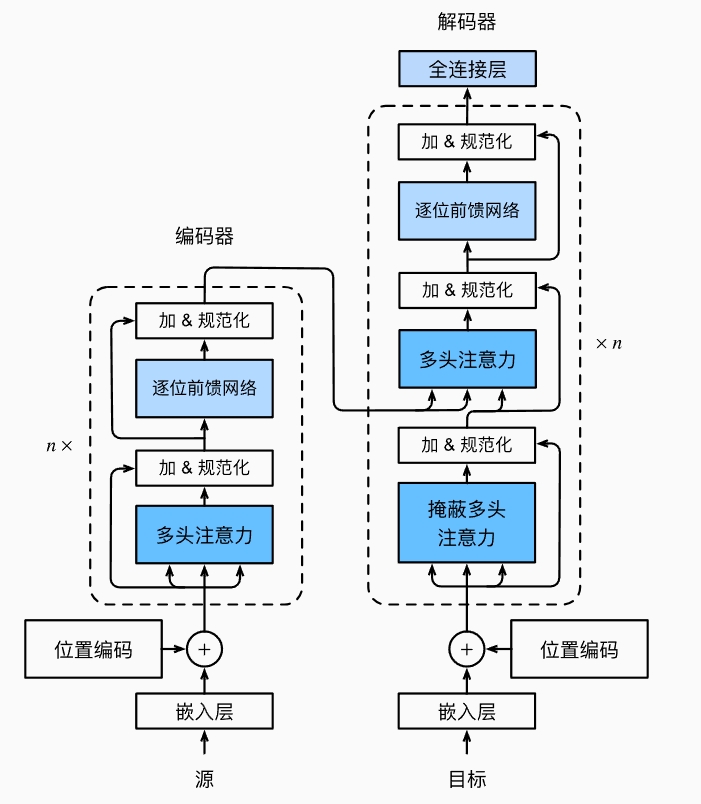 解码器
全连接层
加 & 规范化
逐位前馈网络
加 & 规范化
多头注意力
加 & 规范化
掩蔽多头
注意力
× n
位置编码
嵌入层
目标
编码器
加 & 规范化
逐位前馈网络
加 & 规范化
多头注意力
n ×
位置编码
+
嵌入层
源
+